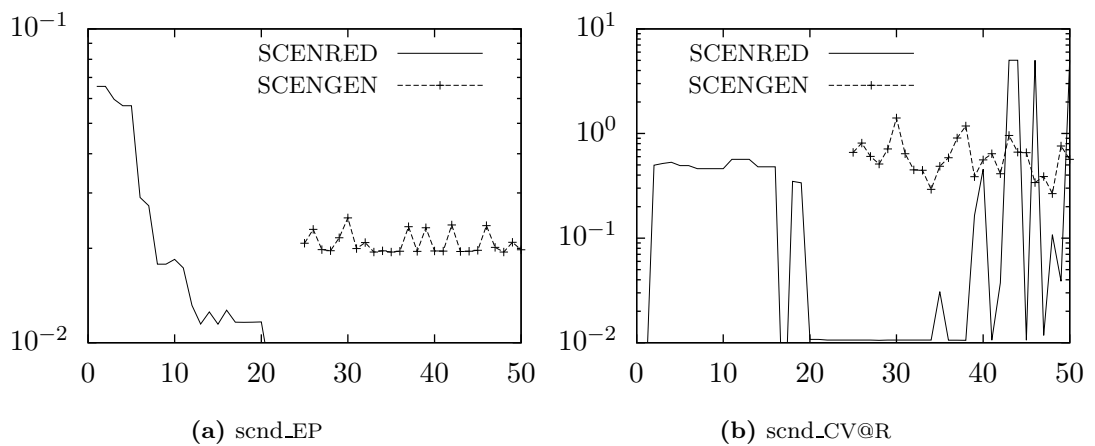 10^{-1}
SCENRED
SCENGEN
10^{-2}
0 10 20 30 40 50
(a) scnd_EP
10^{1}
SCENRED
SCENGEN
10^{0}
10^{-1}
10^{-2}
0 10 20 30 40 50
(b) scnd_CV@R